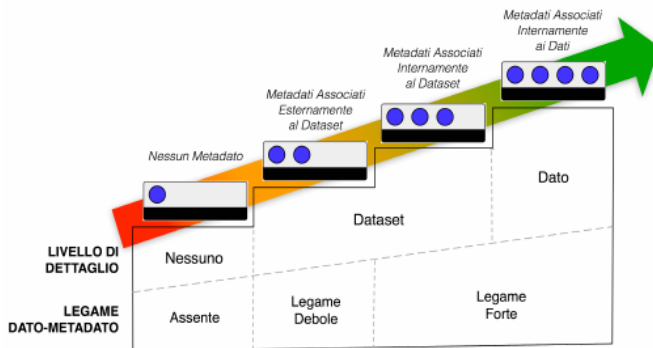 Metadati Associati
Internamente
ai Dati
Metadati Associati
Internamente
al Dataset
Metadati Associati
Esternamente
al Dataset
Nessun Metadato
Dato
Dataset
LIVELLO DI
DETTAGLIO
Nessuno
LEGAME
DATO-METADATO
Assente
Legame
Debole
Legame
Forte